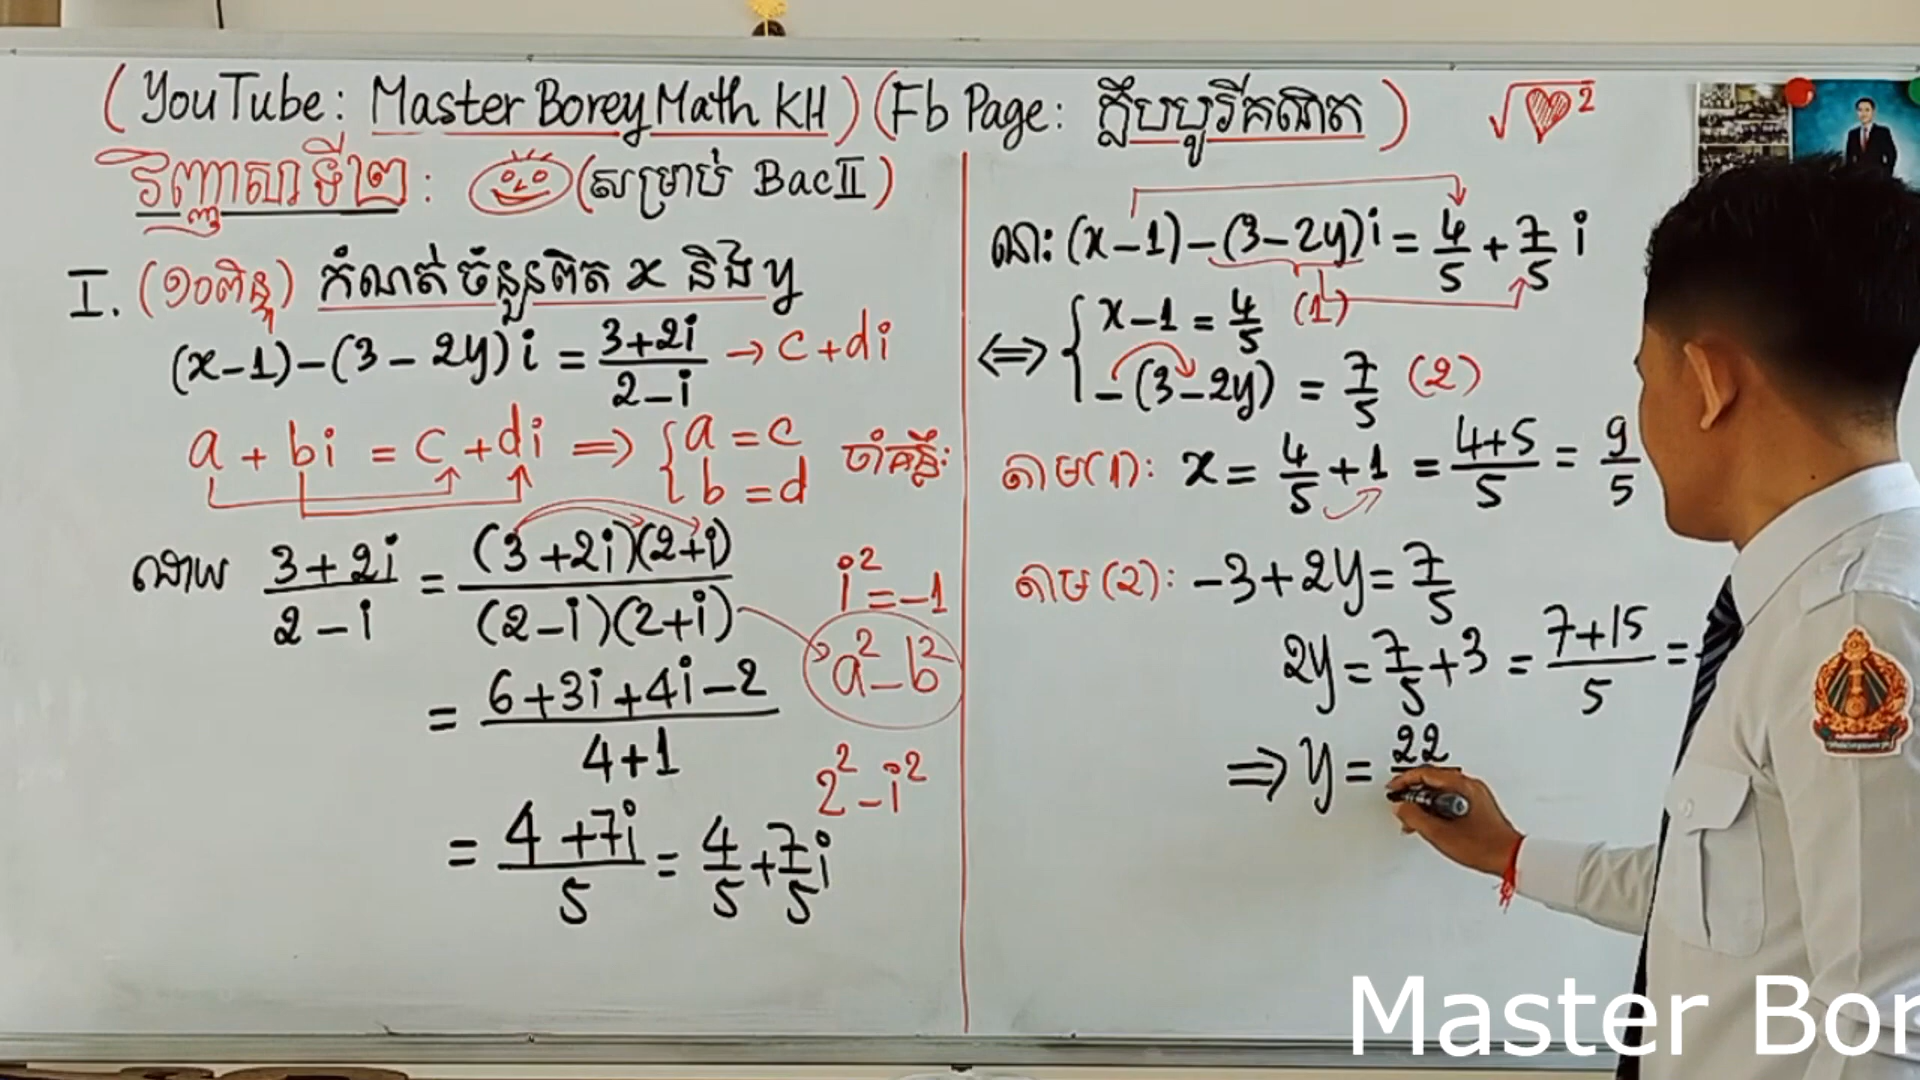 (YouTube: Master Borey Math KH) (Fb Page: ក្លឹបបូរីគណិត) √♥²
វិញ្ញាសាទី២ : (សម្រាប់ Bac II)
I. (១០ពិន្ទុ) កំណត់ចំនួនពិត x និង y
(x-1)-(3-2y)i = (3+2i)/(2-i) → c+di
a + bi = c + di ⟹ { a = c
b = d ចាំគន្លឹះ
ដោយ (3+2i)/(2-i) = ((3+2i)(2+i))/((2-i)(2+i))
i² = -1
a² - b²
= (6+3i+4i-2)/(4+1)
2² - i²
= (4+7i)/5 = 4/5 + 7/5 i
គេ: (x-1)-(3-2y)i = 4/5 + 7/5 i
⟺ { x-1 = 4/5 (1)
-(3-2y) = 7/5 (2)
តាម(1): x = 4/5 + 1 = (4+5)/5 = 9/5
តាម(2): -3+2y = 7/5
2y = 7/5 + 3 = (7+15)/5 =
⟹ y = 22
Master Bor